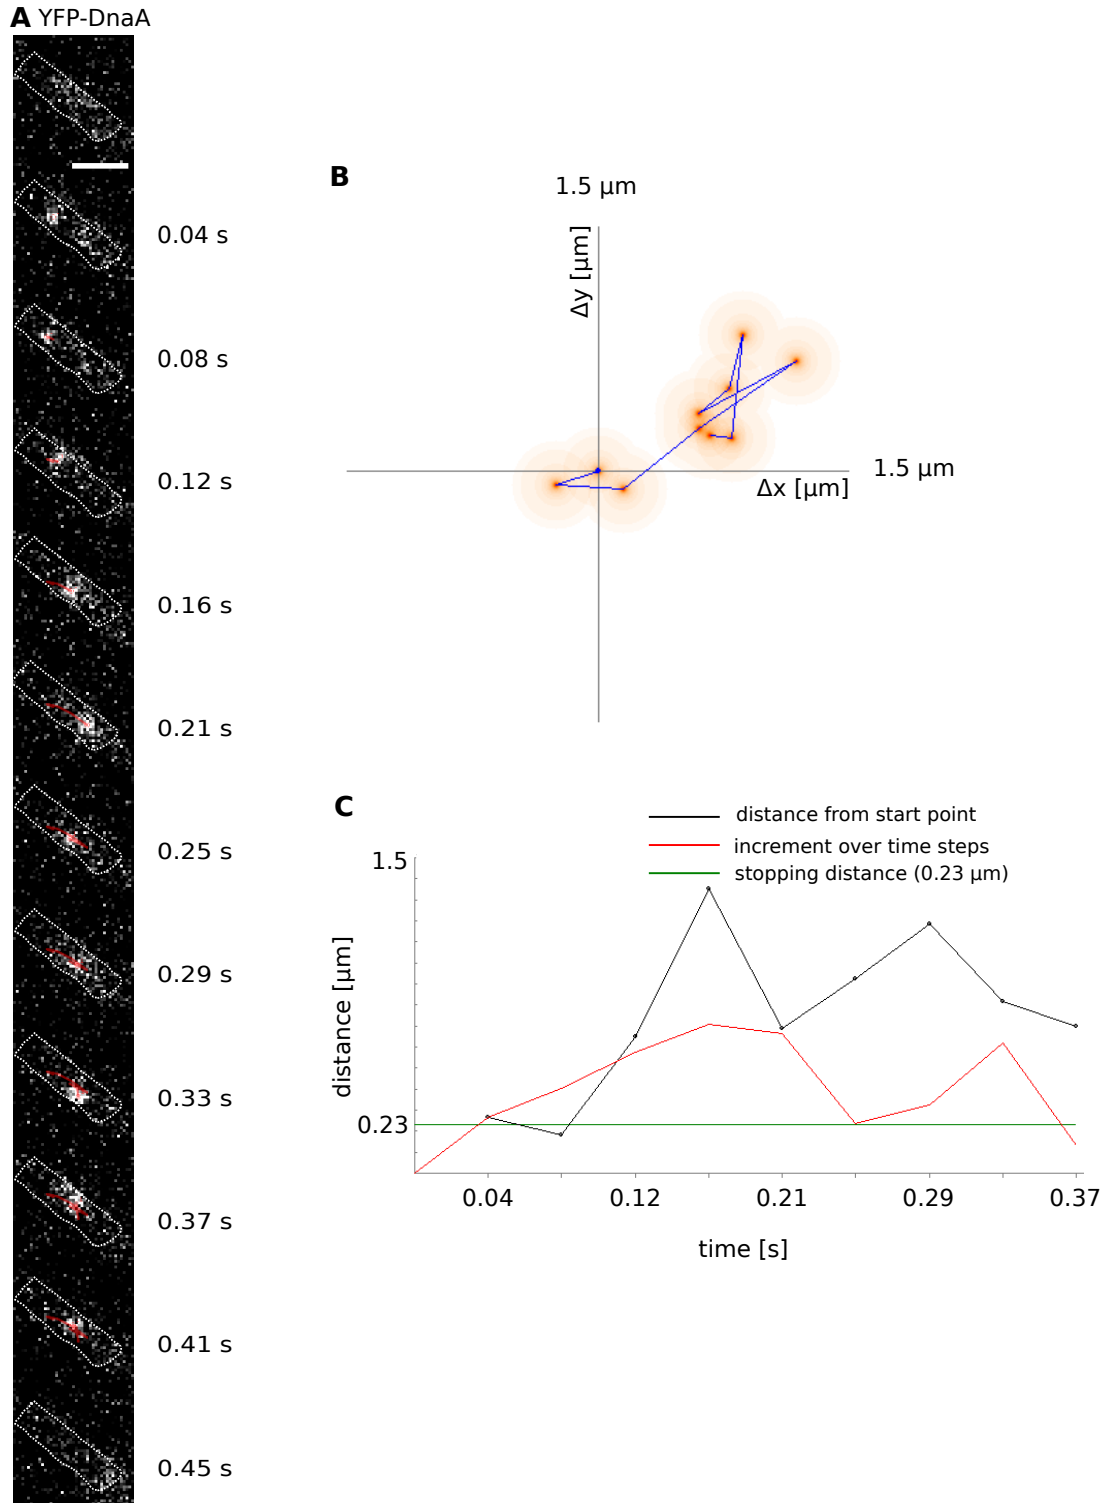 A YFP-DnaA
0.04 s
0.08 s
0.12 s
0.16 s
0.21 s
0.25 s
0.29 s
0.33 s
0.37 s
0.41 s
0.45 s
B
1.5 µm
Δy [µm]
1.5 µm
Δx [µm]
C
distance from start point
increment over time steps
stopping distance (0.23 µm)
1.5
distance [µm]
0.23
0.04 0.12 0.21 0.29 0.37
time [s]